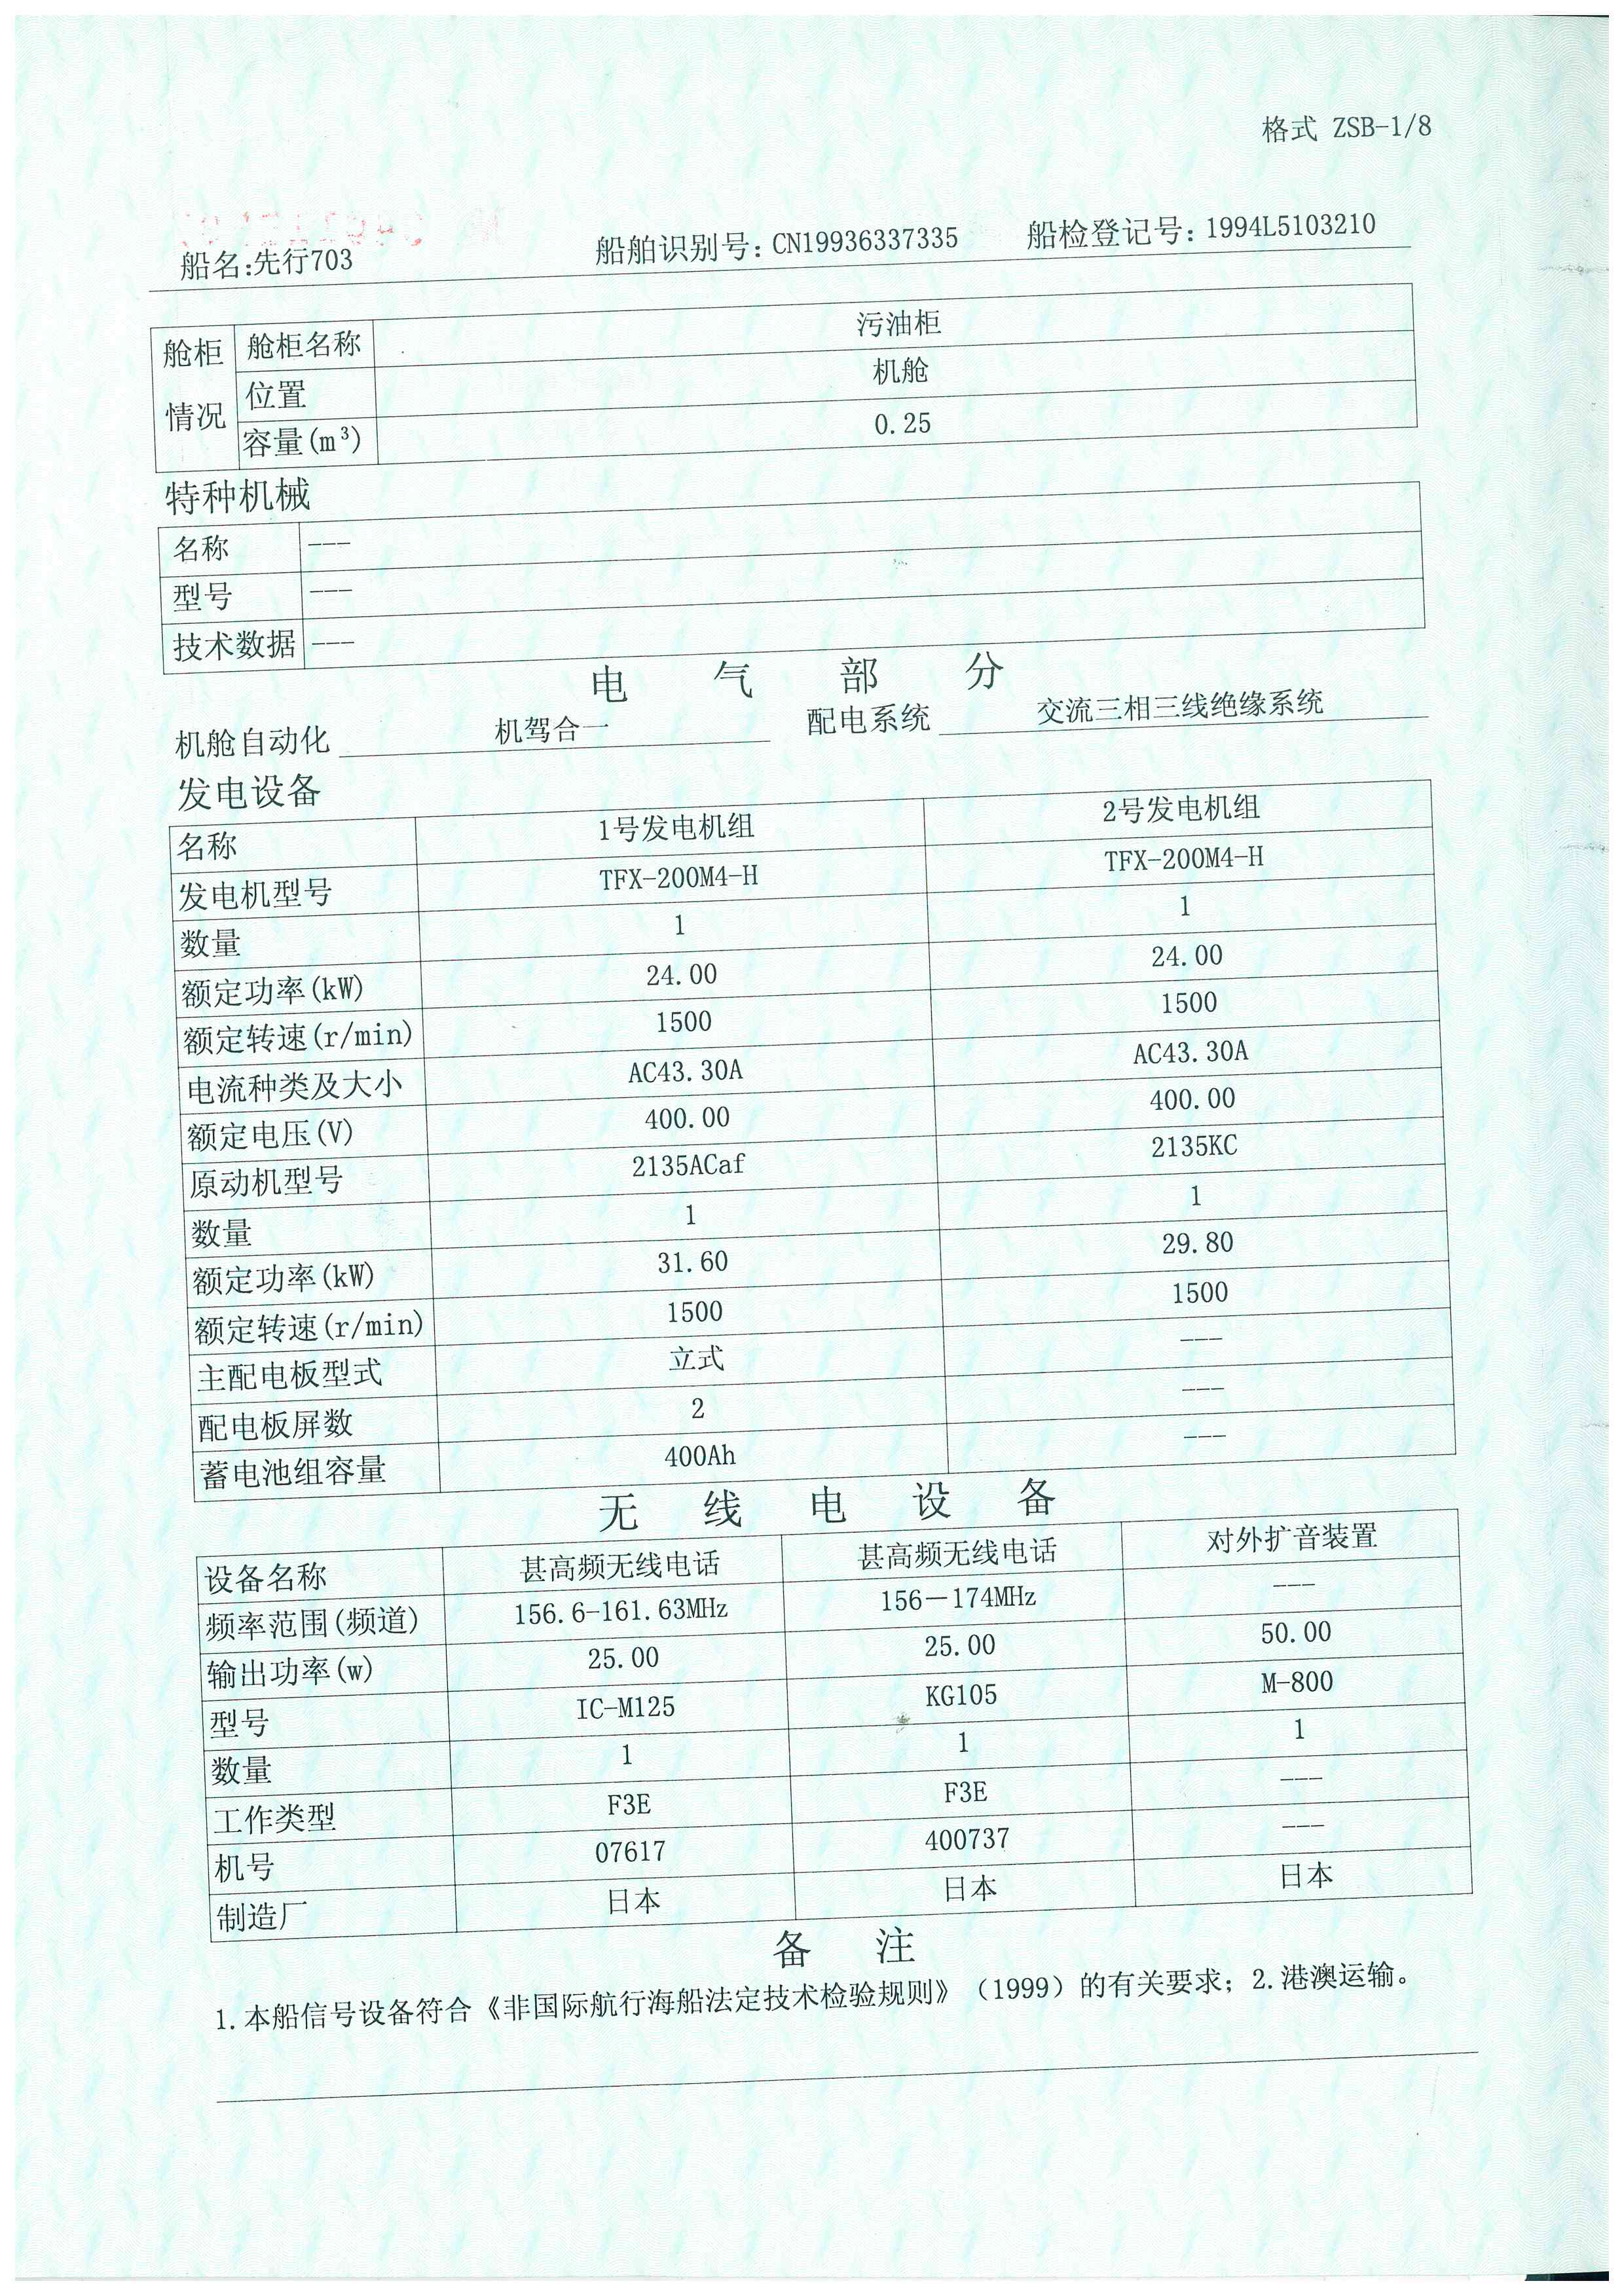 格式 ZSB-1/8
船名:先行703 船舶识别号:CN19936337335 船检登记号:1994L5103210
舱柜情况 舱柜名称 污油柜
位置 机舱
容量(m³) 0.25
特种机械
名称 ---
型号 ---
技术数据 ---
电气部分
机舱自动化 机驾合一 配电系统 交流三相三线绝缘系统
发电设备
名称 1号发电机组 2号发电机组
发电机型号 TFX-200M4-H TFX-200M4-H
数量 1 1
额定功率(kW) 24.00 24.00
额定转速(r/min) 1500 1500
电流种类及大小 AC43.30A AC43.30A
额定电压(V) 400.00 400.00
原动机型号 2135ACaf 2135KC
数量 1 1
额定功率(kW) 31.60 29.80
额定转速(r/min) 1500 1500
主配电板型式 立式 ---
配电板屏数 2 ---
蓄电池组容量 400Ah ---
无线电设备
设备名称 甚高频无线电话 甚高频无线电话 对外扩音装置
频率范围(频道) 156.6-161.63MHz 156－174MHz ---
输出功率(w) 25.00 25.00 50.00
型号 IC-M125 KG105 M-800
数量 1 1 1
工作类型 F3E F3E ---
机号 07617 400737 ---
制造厂 日本 日本 日本
备注
1.本船信号设备符合《非国际航行海船法定技术检验规则》（1999）的有关要求；2.港澳运输。